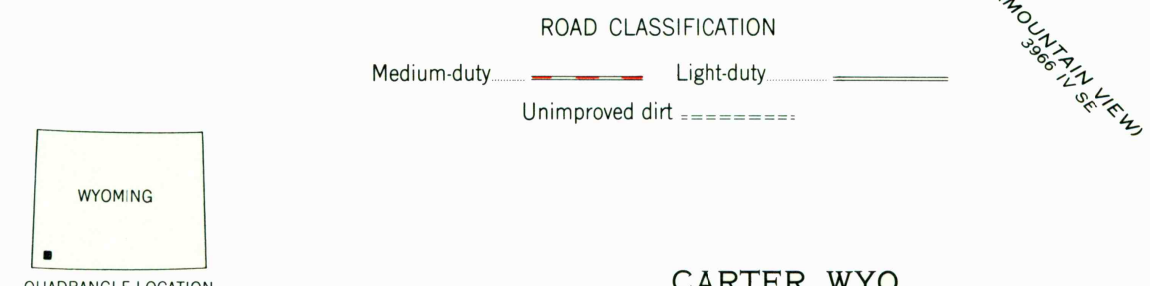 ROAD CLASSIFICATION
Medium-duty
Light-duty
Unimproved dirt
MOUNTAIN VIEW)
3966 IV SE
WYOMING
QUADRANGLE LOCATION
CARTER, WYO.